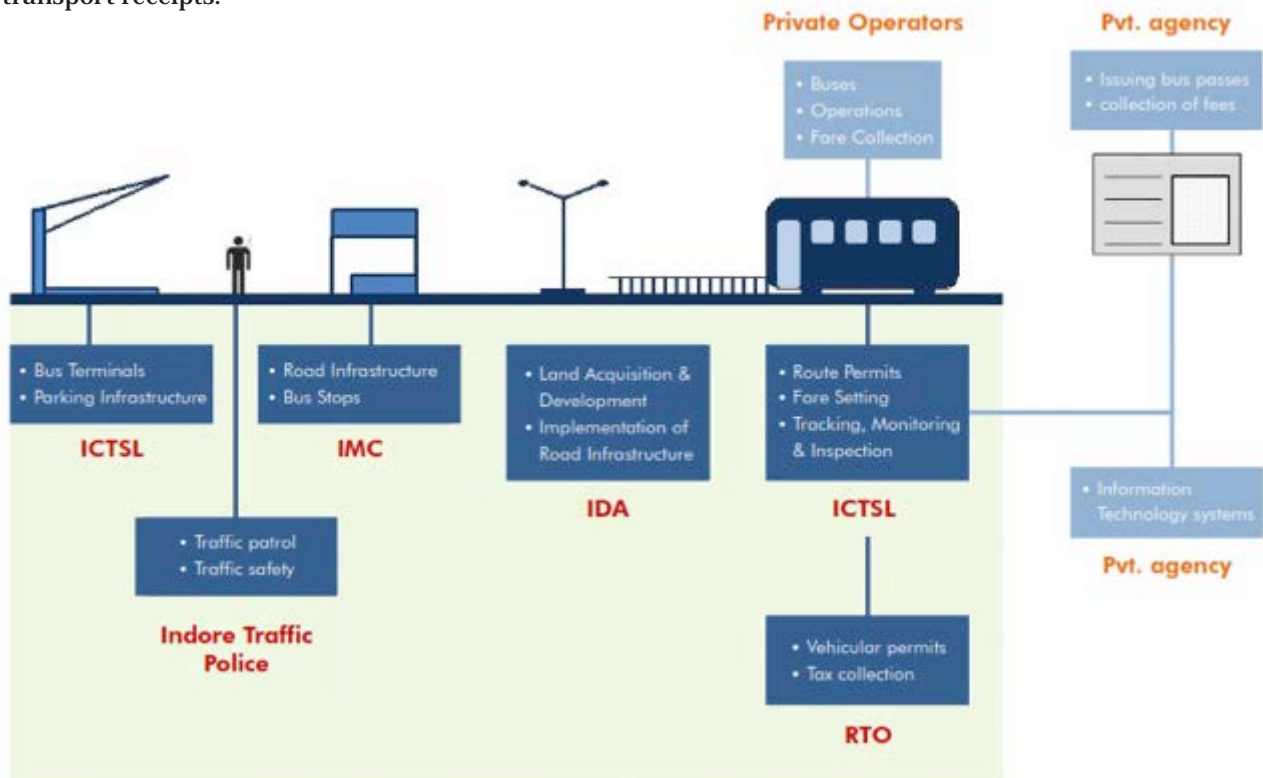 transport receipts.
Private Operators
• Buses
• Operations
• Fare Collection
Pvt. agency
• Issuing bus passes
• collection of fees
• Bus Terminals
• Parking Infrastructure
ICTSL
• Road Infrastructure
• Bus Stops
IMC
• Land Acquisition &
Development
• Implementation of
Road Infrastructure
IDA
• Route Permits
• Fare Setting
• Tracking, Monitoring
& Inspection
ICTSL
• Information
Technology systems
Pvt. agency
• Traffic patrol
• Traffic safety
Indore Traffic
Police
• Vehicular permits
• Tax collection
RTO